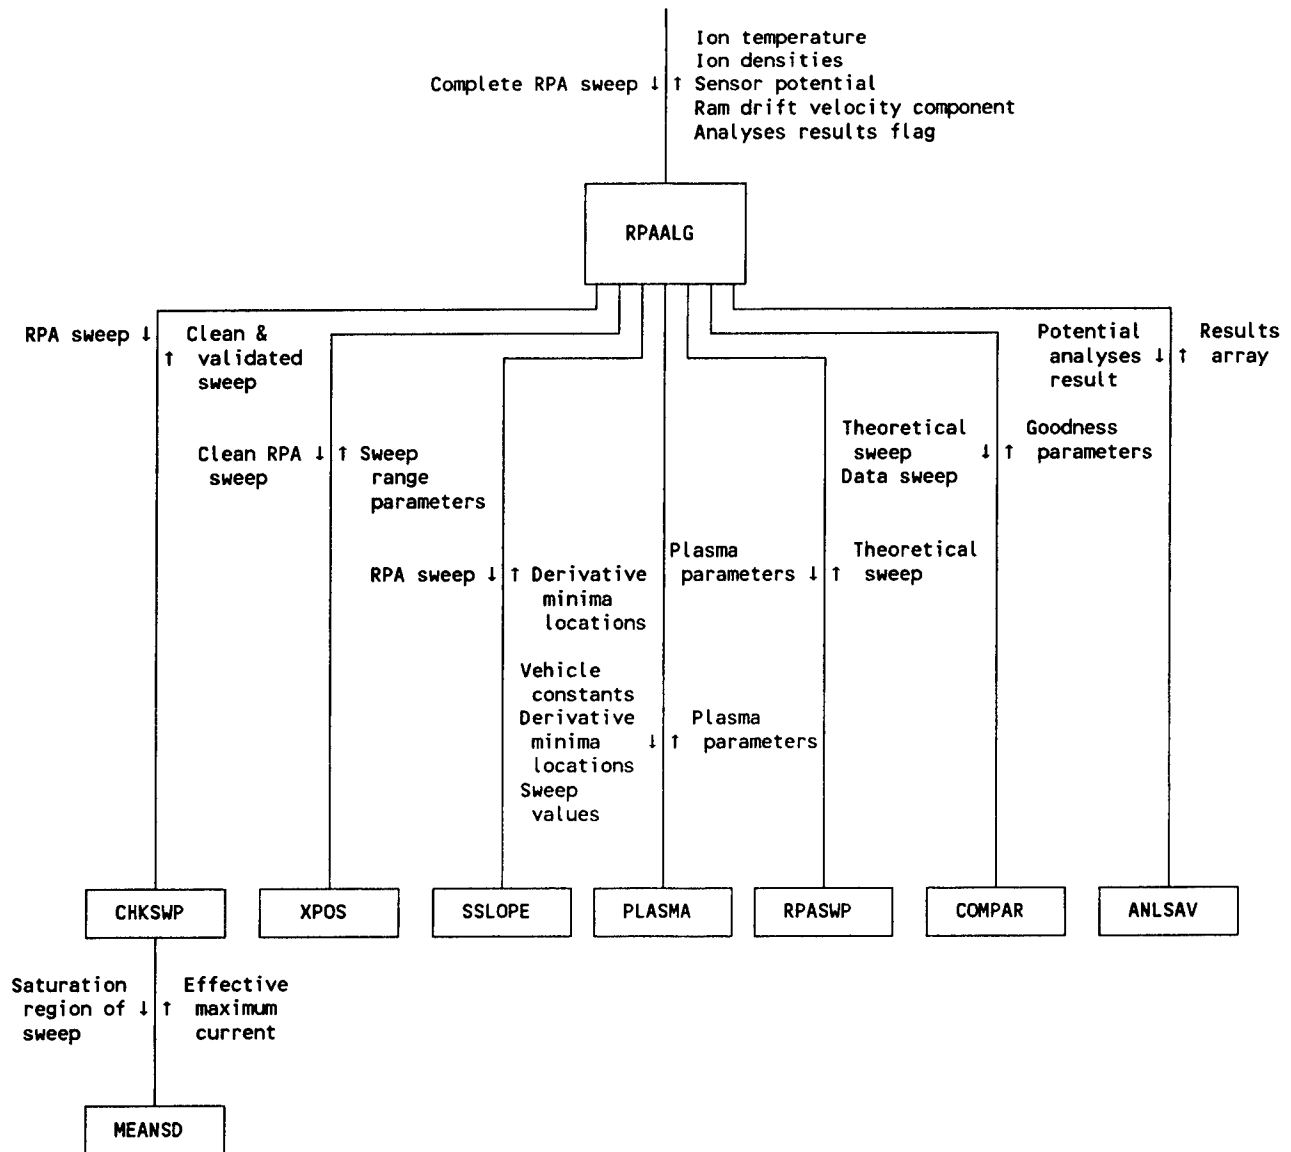 Ion temperature
Ion densities
Complete RPA sweep ↓ ↑ Sensor potential
Ram drift velocity component
Analyses results flag
RPAALG
RPA sweep ↓
↑ Clean &
validated
sweep
Potential
analyses ↓
result
↑ Results
array
Clean RPA ↓
sweep
↑ Sweep
range
parameters
Theoretical
sweep ↓
Data sweep
Goodness
↑ parameters
RPA sweep ↓
↑ Derivative
minima
locations
Plasma
parameters ↓
Theoretical
↑ sweep
Vehicle
constants
Derivative
minima ↓
locations
Sweep
values
Plasma
↑ parameters
CHKSWP
XPOS
SSLOPE
PLASMA
RPASWP
COMPAR
ANLSAV
Saturation
region of ↓
sweep
Effective
↑ maximum
current
MEANSD